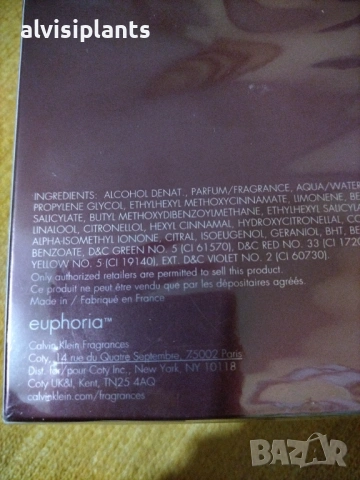 alvisiplants
INGREDIENTS: ALCOHOL DENAT., PARFUM/FRAGRANCE, AQUA/WATER
PROPYLENE GLYCOL, ETHYLHEXYL METHOXYCINNAMATE, LIMONENE, BE
SALICYLATE, BUTYL METHOXYDIBENZOYLMETHANE, ETHYLHEXYL SALICYLA
LINALOOL, CITRONELLOL, HEXYL CINNAMAL, HYDROXYCITRONELLAL, C
ALPHA-ISOMETHYL IONONE, CITRAL, ISOEUGENOL, GERANIOL, BHT, BE
BENZOATE, D&C GREEN NO. 5 (CI 61570), D&C RED NO. 33 (CI 1720
YELLOW NO. 5 (CI 19140), EXT. D&C VIOLET NO. 2 (CI 60730).
Only authorized retailers are permitted to sell this product.
Ce produit ne peut être vendu que par les dépositaires agréés.
Made in / Fabriqué en France
euphoria™
Calvin Klein Fragrances
Coty, 14 rue du Quatre Septembre, 75002 Paris
Dist. for/pour Coty Inc., New York, NY 10118
Coty UK&I, Kent, TN25 4AQ
calvinklein.com/fragrances
BAZAR